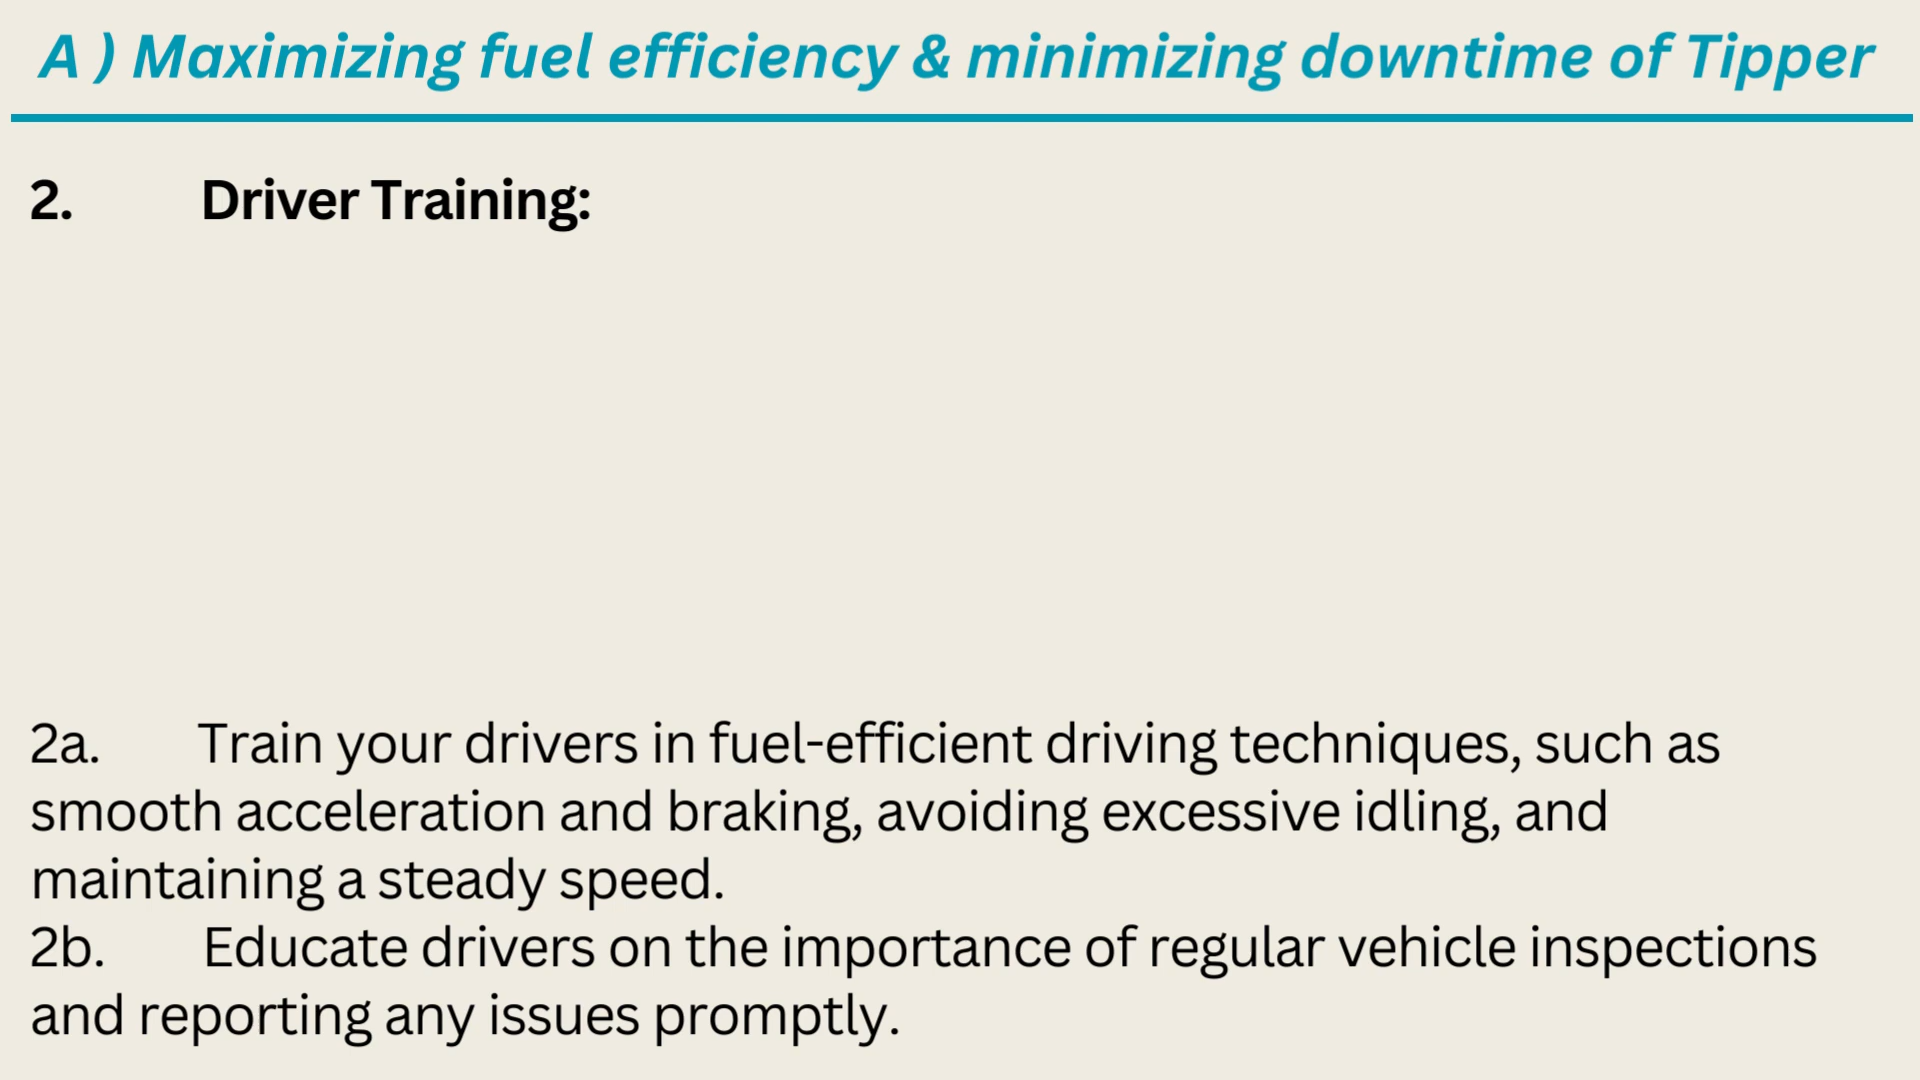 A ) Maximizing fuel efficiency & minimizing downtime of Tipper
2. Driver Training:
2a. Train your drivers in fuel-efficient driving techniques, such as
smooth acceleration and braking, avoiding excessive idling, and
maintaining a steady speed.
2b. Educate drivers on the importance of regular vehicle inspections
and reporting any issues promptly.